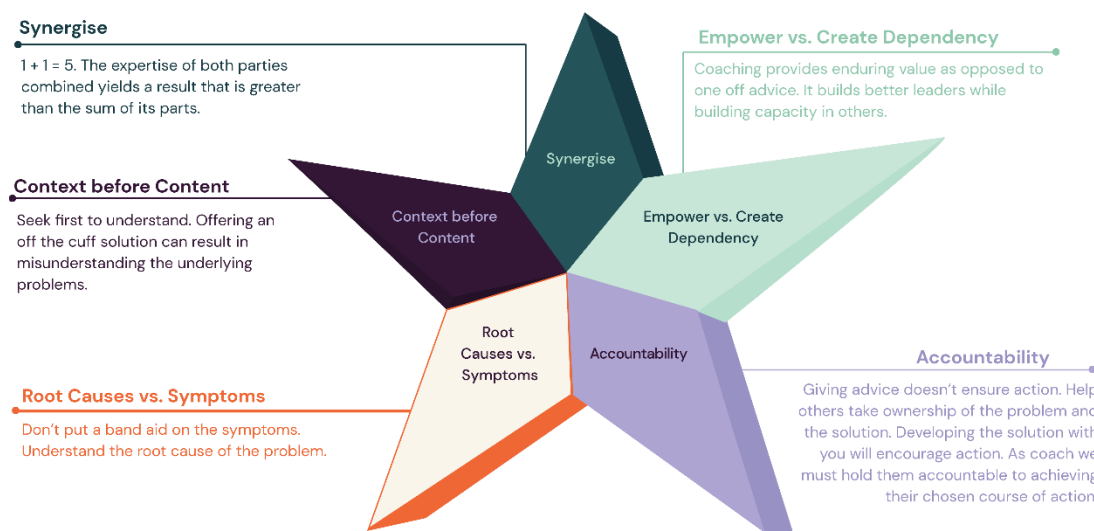 Synergise
1 + 1 = 5. The expertise of both parties
combined yields a result that is greater
than the sum of its parts.
Empower vs. Create Dependency
Coaching provides enduring value as opposed to
one off advice. It builds better leaders while
building capacity in others.
Context before Content
Seek first to understand. Offering an
off the cuff solution can result in
misunderstanding the underlying
problems.
Synergise
Context before
Content
Empower vs. Create
Dependency
Root
Causes vs.
Symptoms
Accountability
Root Causes vs. Symptoms
Don't put a band aid on the symptoms.
Understand the root cause of the problem.
Accountability
Giving advice doesn't ensure action. Help
others take ownership of the problem and
the solution. Developing the solution with
you will encourage action. As coach we
must hold them accountable to achieving
their chosen course of action